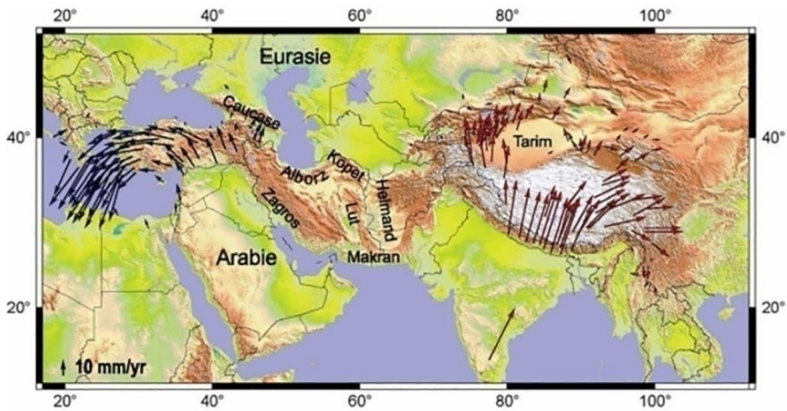 20° 40° 60° 80° 100°
Eurasie
Caucase
40° Tarim 40°
Kopet
Alborz
Helmand
Zagros
Lut
Arabie
Makran
20° 20°
10 mm/yr
20° 40° 60° 80° 100°